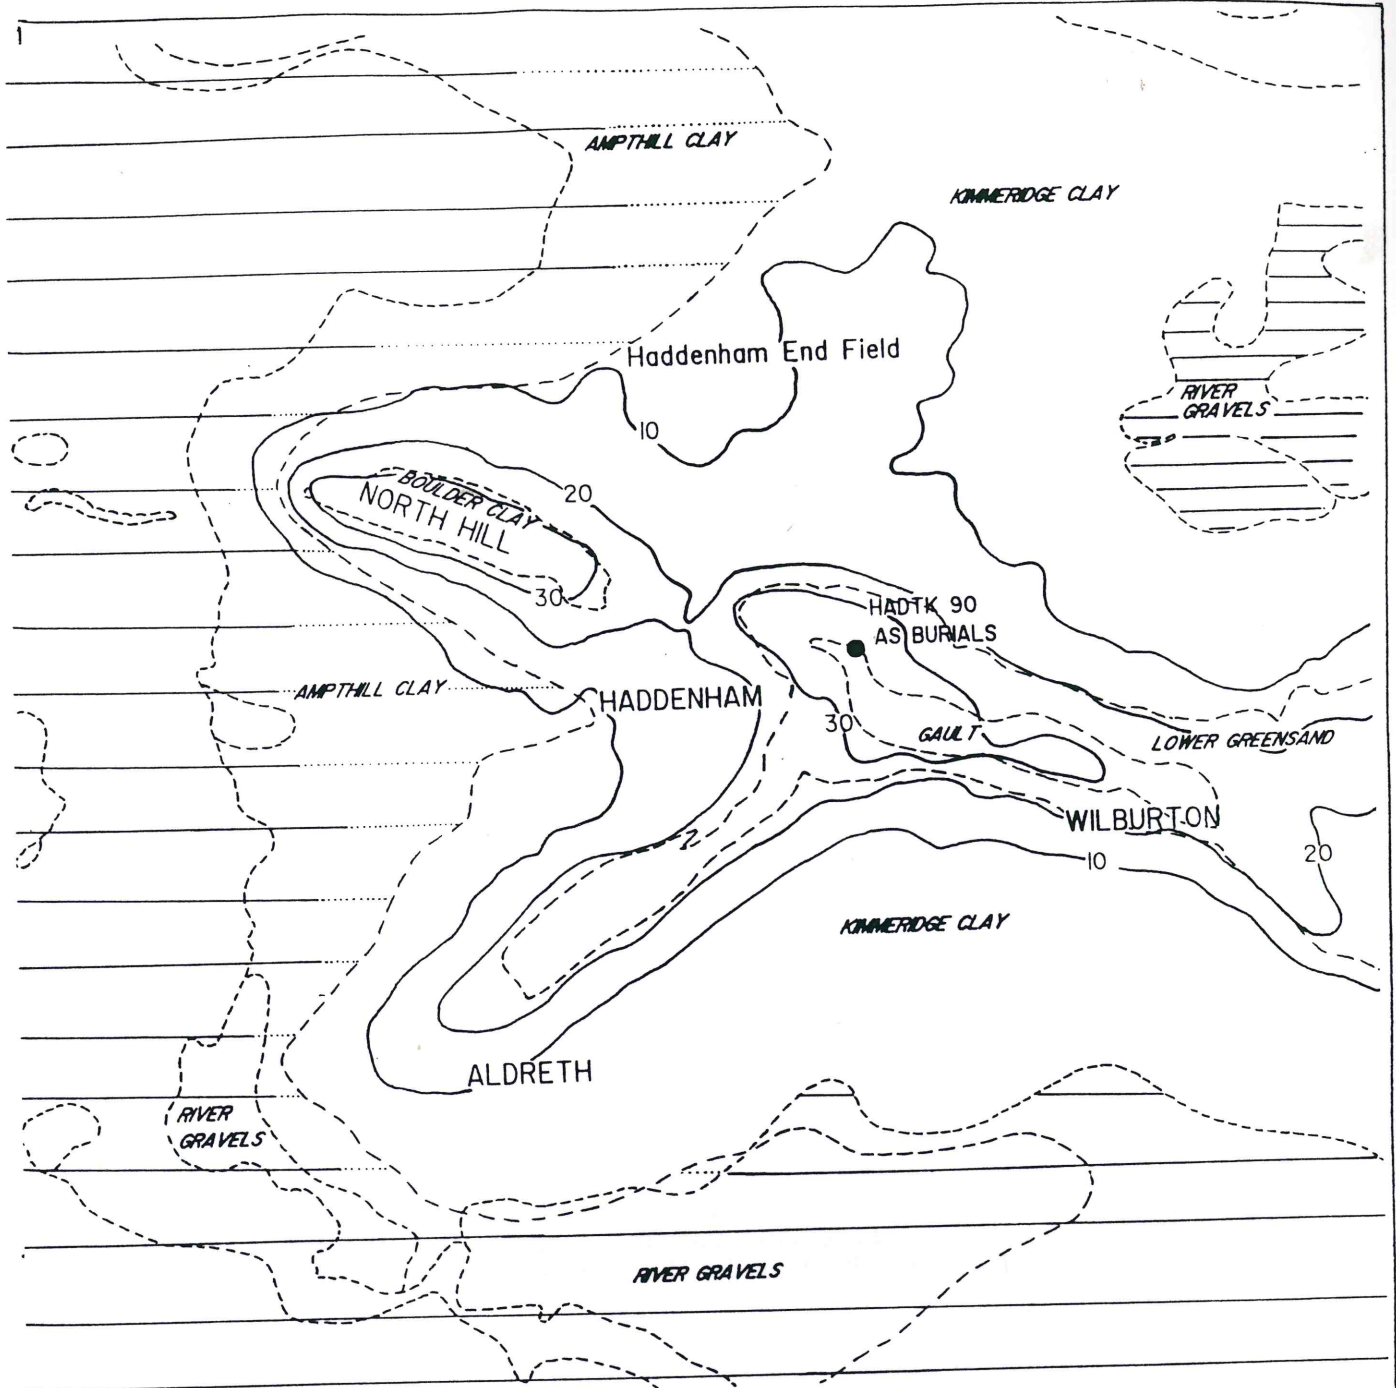 1
AMPTHILL CLAY
KIMMERIDGE CLAY
Haddenham End Field
RIVER
GRAVELS
10
BOULDER CLAY
NORTH HILL
20
30
HADTK 90
AS BURIALS
AMPTHILL CLAY
HADDENHAM
30
GAULT
LOWER GREENSAND
WILBURTON
10
20
KIMMERIDGE CLAY
ALDRETH
RIVER
GRAVELS
RIVER GRAVELS